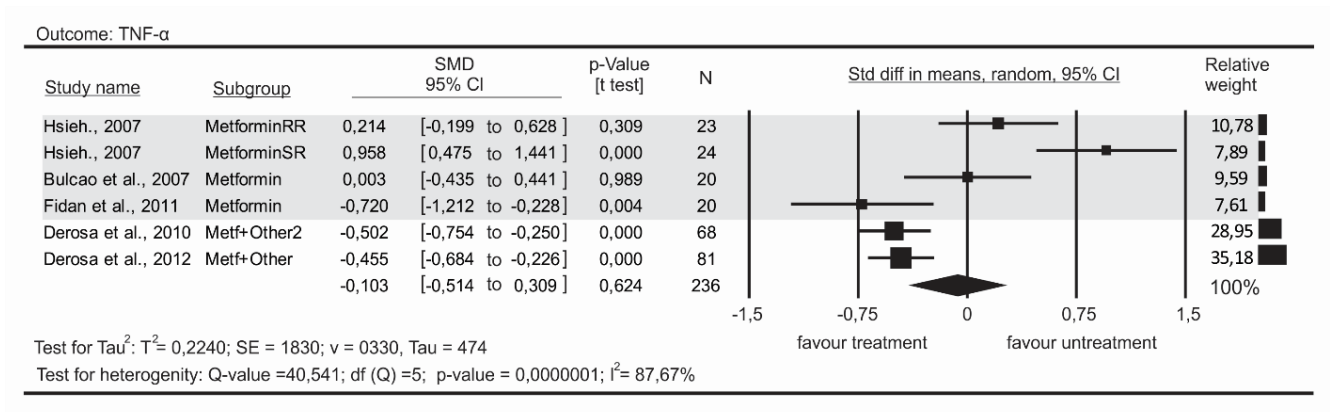 Outcome: TNF-α
Study name Subgroup SMD 95% CI p-Value [t test] N Std diff in means, random, 95% CI Relative weight
Hsieh., 2007 MetforminRR 0,214 [-0,199 to 0,628] 0,309 23 10,78
Hsieh., 2007 MetforminSR 0,958 [0,475 to 1,441] 0,000 24 7,89
Bulcao et al., 2007 Metformin 0,003 [-0,435 to 0,441] 0,989 20 9,59
Fidan et al., 2011 Metformin -0,720 [-1,212 to -0,228] 0,004 20 7,61
Derosa et al., 2010 Metf+Other2 -0,502 [-0,754 to -0,250] 0,000 68 28,95
Derosa et al., 2012 Metf+Other -0,455 [-0,684 to -0,226] 0,000 81 35,18
-0,103 [-0,514 to 0,309] 0,624 236 100%
-1,5 -0,75 0 0,75 1,5
favour treatment favour untreatment
Test for Tau²: T²= 0,2240; SE = 1830; v = 0330, Tau = 474
Test for heterogenity: Q-value =40,541; df (Q) =5; p-value = 0,0000001; I²= 87,67%